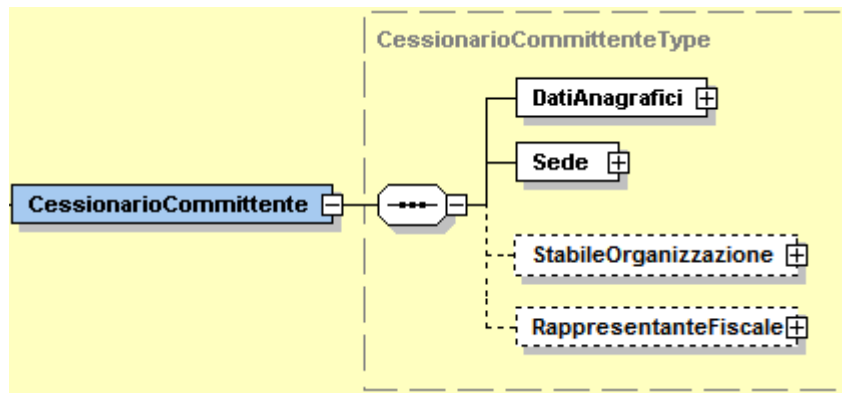 CessionarioCommittenteType
DatiAnagrafici
Sede
CessionarioCommittente
StabileOrganizzazione
RappresentanteFiscale